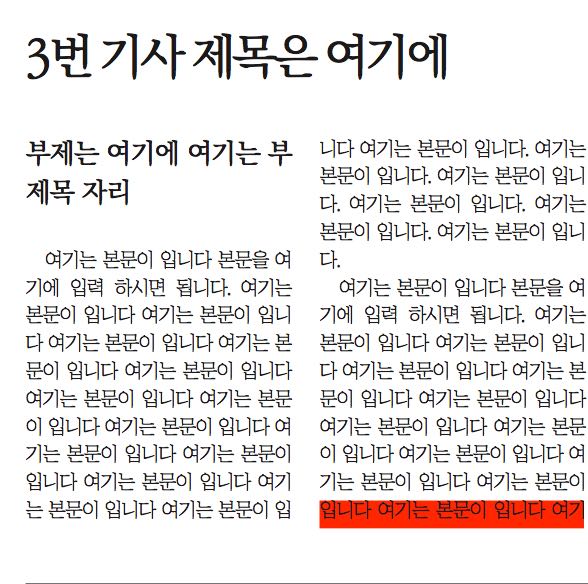 3번 기사 제목은 여기에
부제는 여기에 여기는 부
제목 자리
여기는 본문이 입니다 본문을 여
기에 입력 하시면 됩니다. 여기는
본문이 입니다 여기는 본문이 입니
다 여기는 본문이 입니다 여기는 본
문이 입니다 여기는 본문이 입니다
여기는 본문이 입니다 여기는 본문
이 입니다 여기는 본문이 입니다 여
기는 본문이 입니다 여기는 본문이
입니다 여기는 본문이 입니다 여기
는 본문이 입니다 여기는 본문이 입
니다 여기는 본문이 입니다. 여기는
본문이 입니다. 여기는 본문이 입니
다. 여기는 본문이 입니다. 여기는
본문이 입니다. 여기는 본문이 입니
다.
여기는 본문이 입니다 본문을 여
기에 입력 하시면 됩니다. 여기는
본문이 입니다 여기는 본문이 입니
다 여기는 본문이 입니다 여기는 본
문이 입니다 여기는 본문이 입니다
여기는 본문이 입니다 여기는 본문
이 입니다 여기는 본문이 입니다 여
기는 본문이 입니다 여기는 본문이
입니다 여기는 본문이 입니다 여기